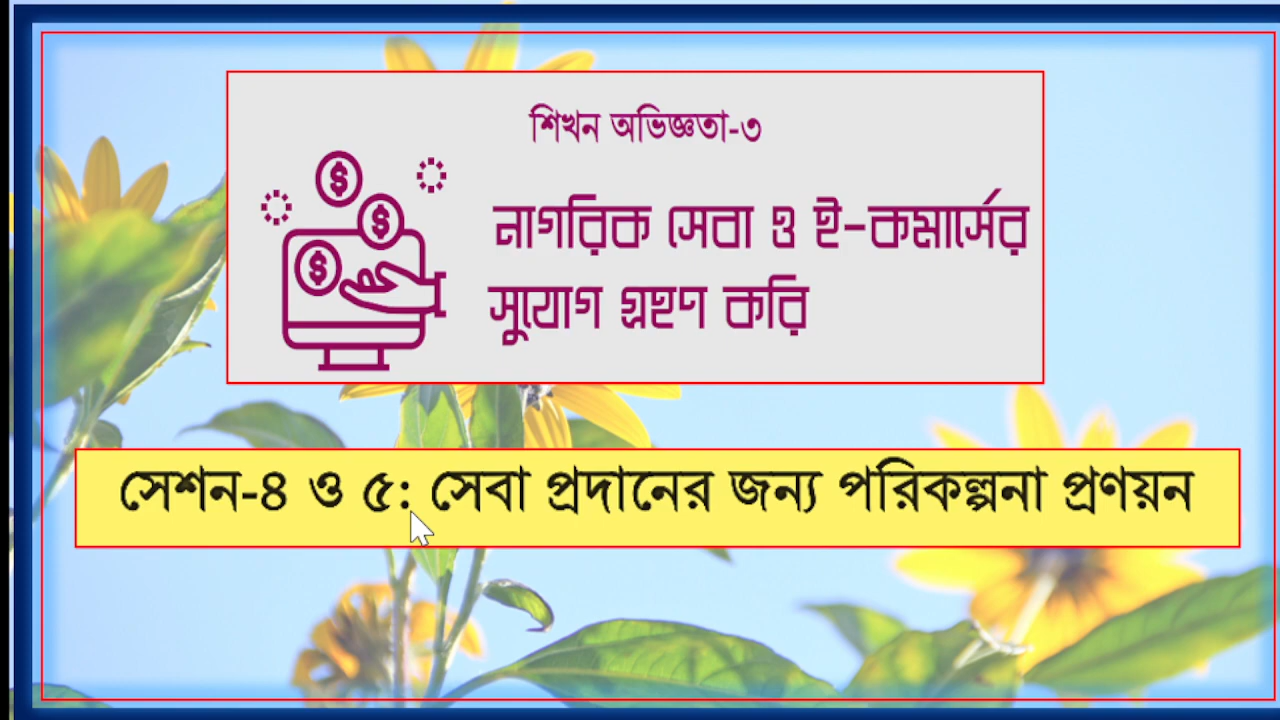 শিখন অভিজ্ঞতা-৩
নাগরিক সেবা ও ই-কমার্সের
সুযোগ গ্রহণ করি
সেশন-৪ ও ৫: সেবা প্রদানের জন্য পরিকল্পনা প্রণয়ন